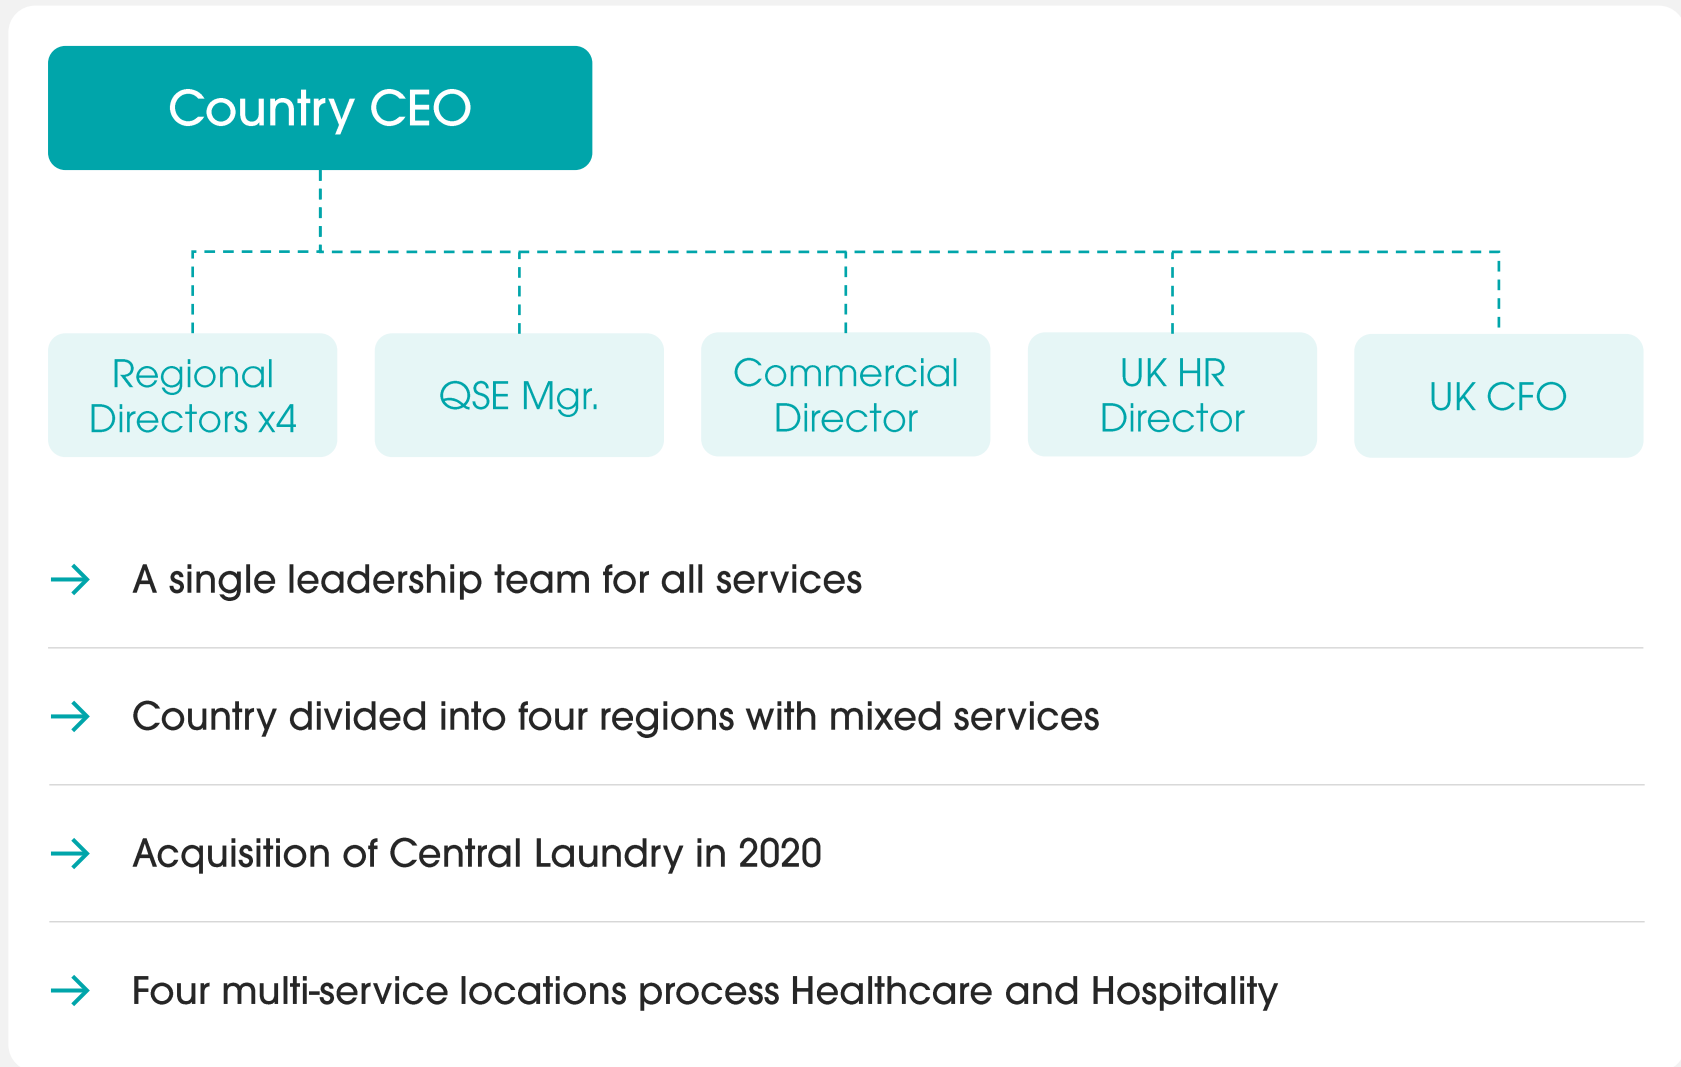 Country CEO
Regional
Directors x4
QSE Mgr.
Commercial
Director
UK HR
Director
UK CFO
A single leadership team for all services
Country divided into four regions with mixed services
Acquisition of Central Laundry in 2020
Four multi-service locations process Healthcare and Hospitality